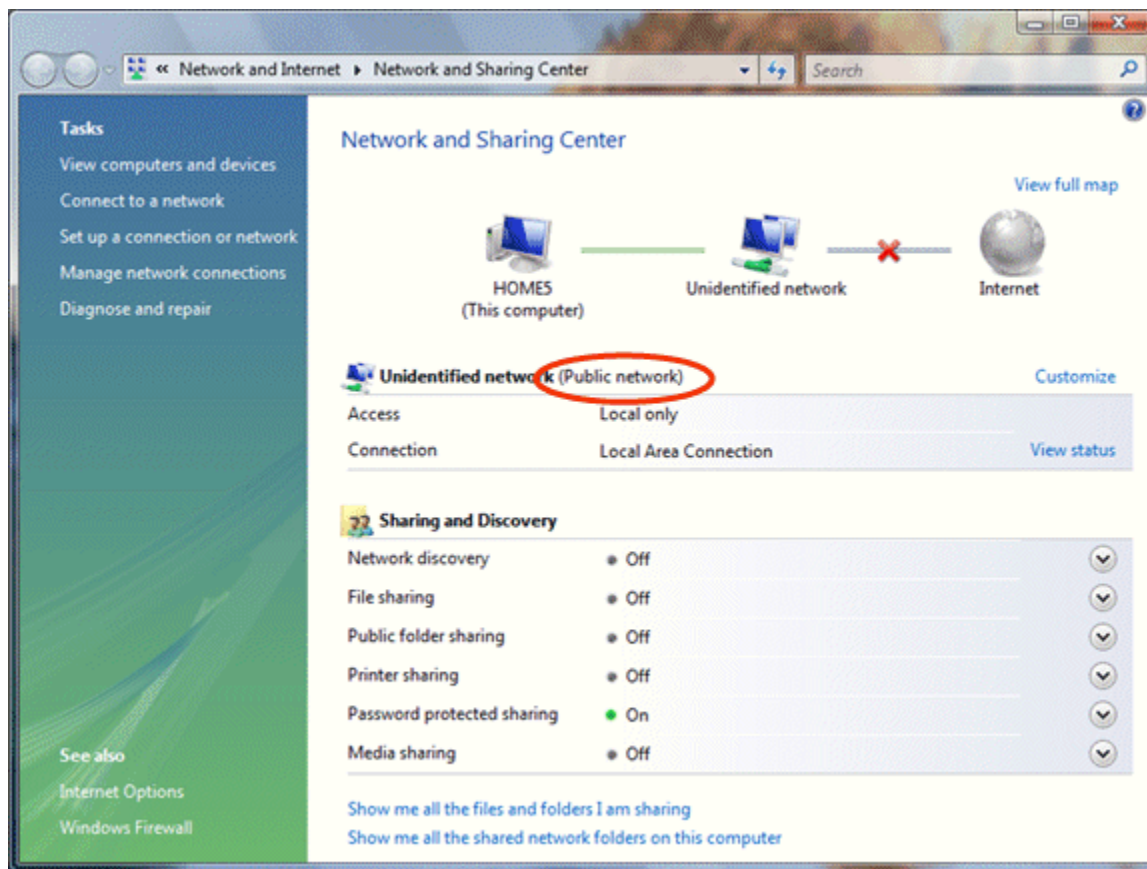 « Network and Internet ▸ Network and Sharing Center
Search
Tasks
View computers and devices
Connect to a network
Set up a connection or network
Manage network connections
Diagnose and repair
See also
Internet Options
Windows Firewall
Network and Sharing Center
View full map
HOME5
(This computer)
Unidentified network
Internet
Unidentified network (Public network)
Customize
Access Local only
Connection Local Area Connection View status
Sharing and Discovery
Network discovery Off
File sharing Off
Public folder sharing Off
Printer sharing Off
Password protected sharing On
Media sharing Off
Show me all the files and folders I am sharing
Show me all the shared network folders on this computer